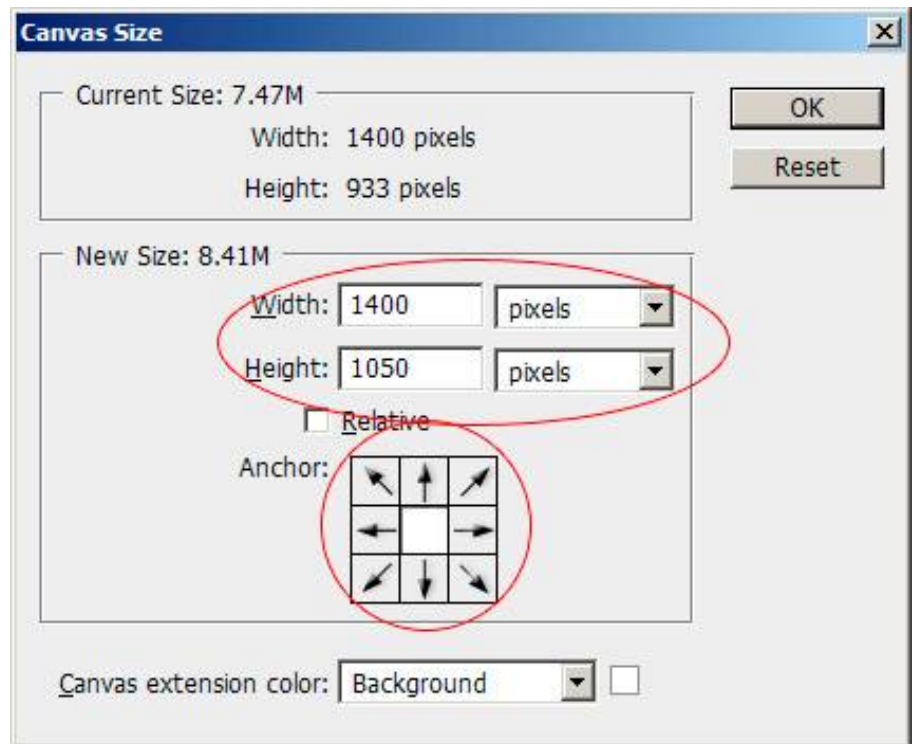 Canvas Size
Current Size: 7.47M
OK
Width: 1400 pixels
Reset
Height: 933 pixels
New Size: 8.41M
Width: 1400 pixels
Height: 1050 pixels
Relative
Anchor:
Canvas extension color: Background